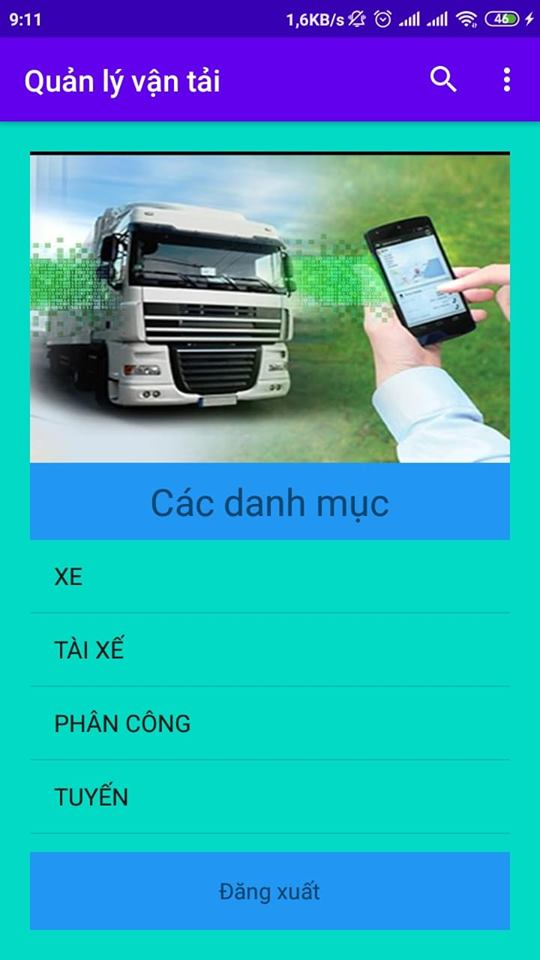 9:11
1,6KB/s
46
Quản lý vận tải
Các danh mục
XE
TÀI XẾ
PHÂN CÔNG
TUYẾN
Đăng xuất